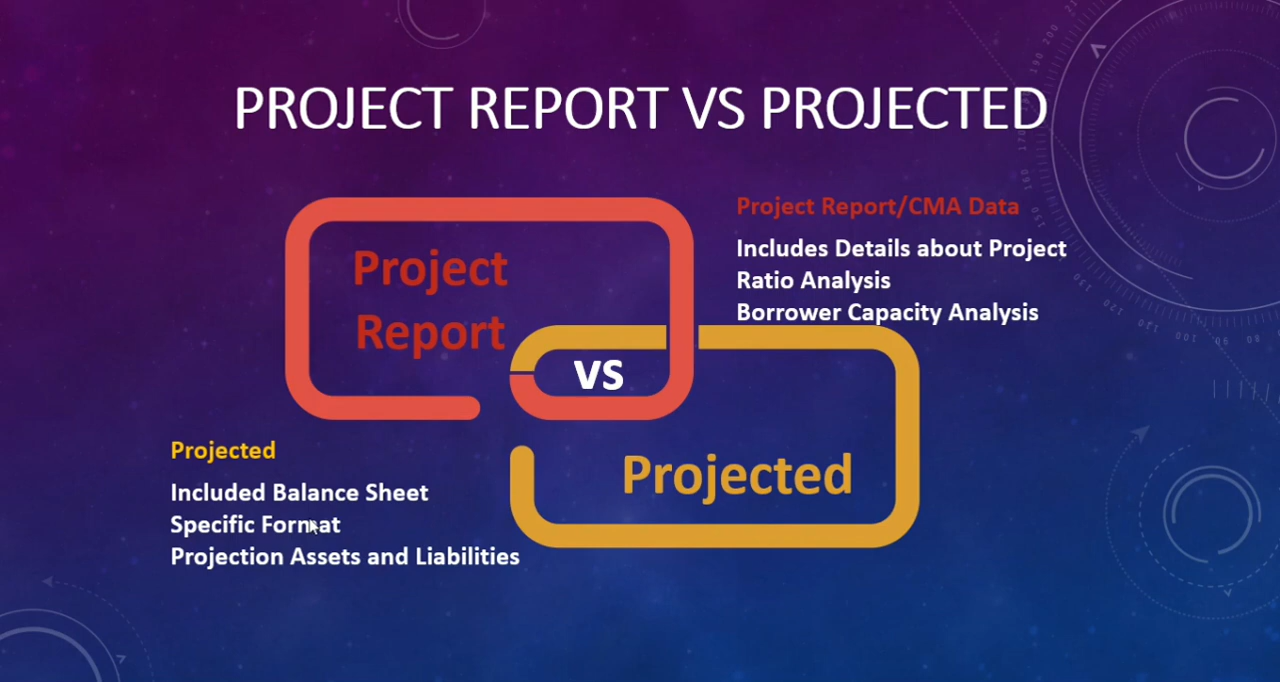 PROJECT REPORT VS PROJECTED
Project Report/CMA Data
Includes Details about Project
Ratio Analysis
Borrower Capacity Analysis
Project
Report
VS
Projected
Projected
Included Balance Sheet
Specific Format
Projection Assets and Liabilities